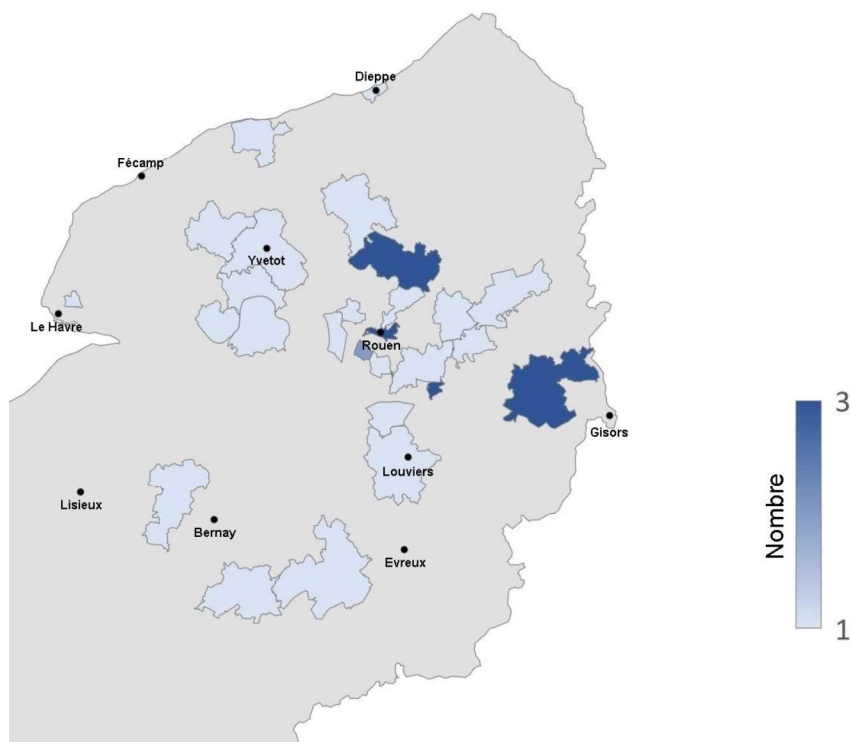 Dieppe
Fécamp
Yvetot
Le Havre
Rouen
3
Gisors
Louviers
Lisieux
Bernay
Nombre
Evreux
1